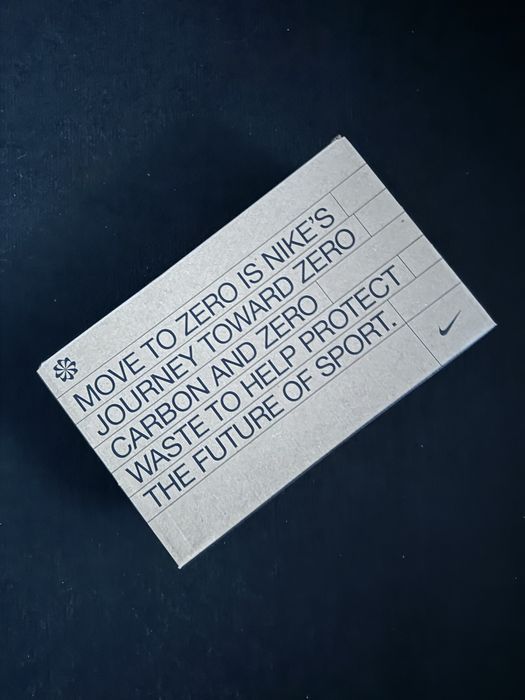 MOVE TO ZERO IS NIKE'S
JOURNEY TOWARD ZERO
CARBON AND ZERO
WASTE TO HELP PROTECT
THE FUTURE OF SPORT.